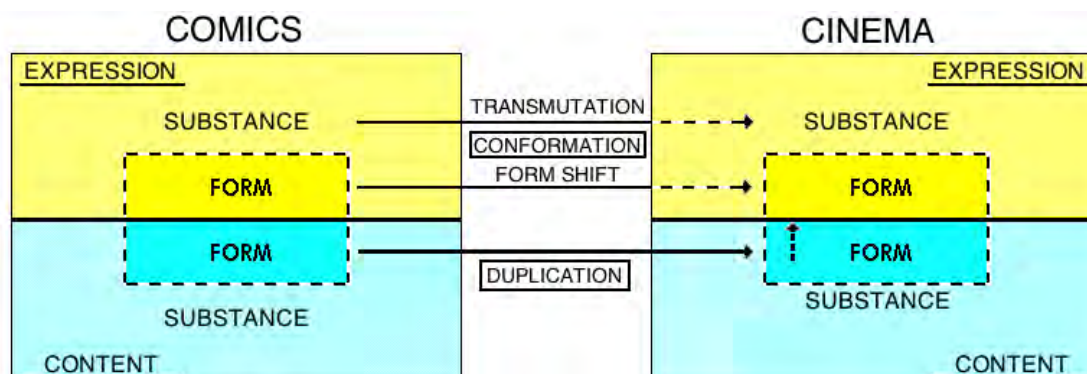 COMICS
CINEMA
EXPRESSION
EXPRESSION
TRANSMUTATION
SUBSTANCE
SUBSTANCE
CONFORMATION
FORM SHIFT
FORM
FORM
FORM
FORM
DUPLICATION
SUBSTANCE
SUBSTANCE
CONTENT
CONTENT